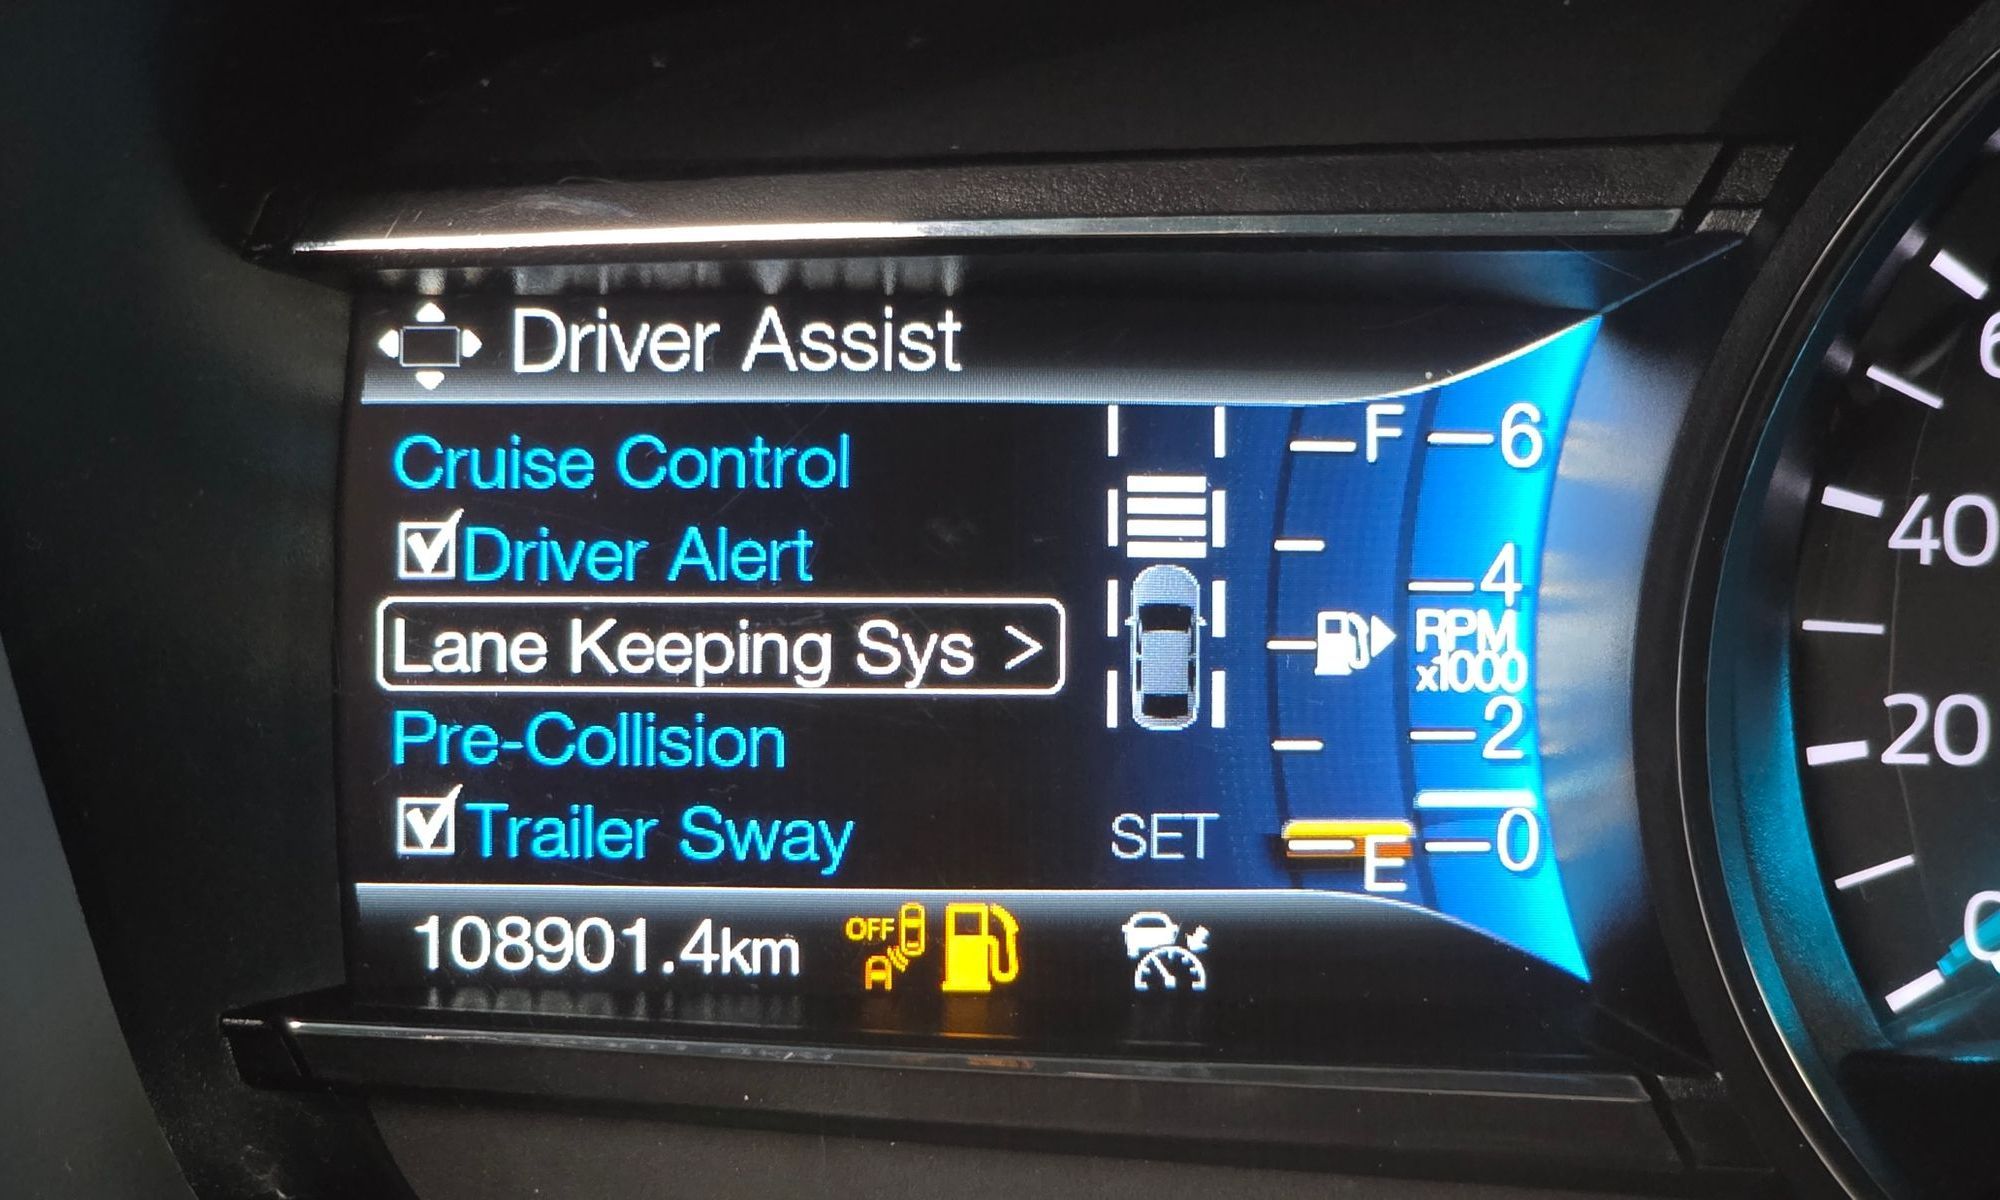 Driver Assist
Cruise Control
Driver Alert
Lane Keeping Sys >
Pre-Collision
Trailer Sway
SET
F
E
6
4
RPM
x1000
2
0
108901.4km
OFF
40
20
0